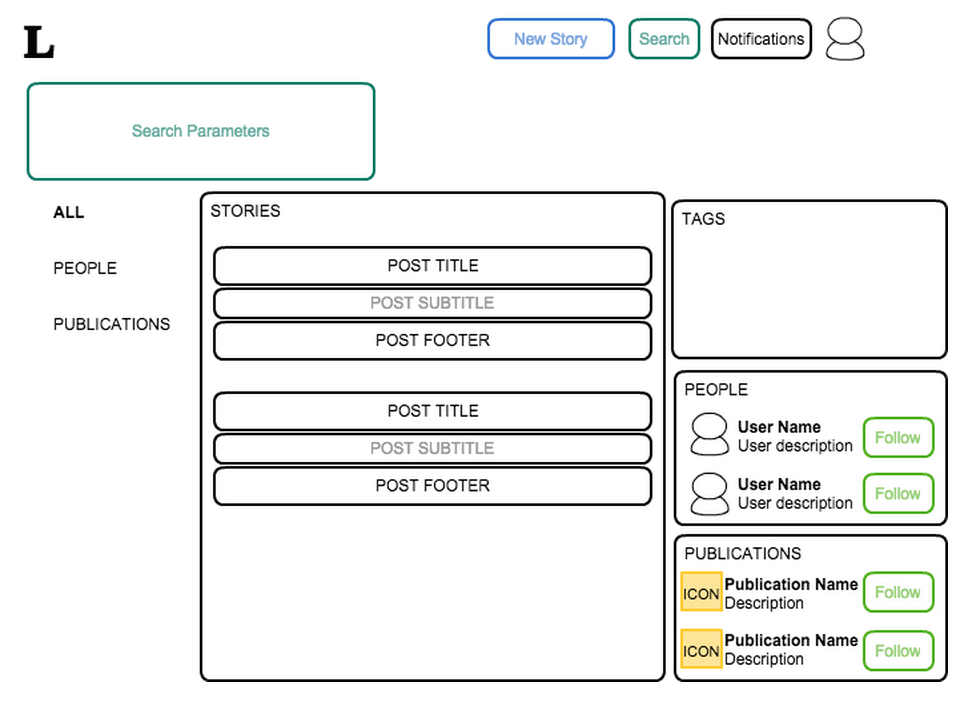 L
New Story
Search
Notifications
Search Parameters
ALL
PEOPLE
PUBLICATIONS
STORIES
POST TITLE
POST SUBTITLE
POST FOOTER
POST TITLE
POST SUBTITLE
POST FOOTER
TAGS
PEOPLE
User Name
User description
Follow
User Name
User description
Follow
PUBLICATIONS
ICON
Publication Name
Description
Follow
ICON
Publication Name
Description
Follow